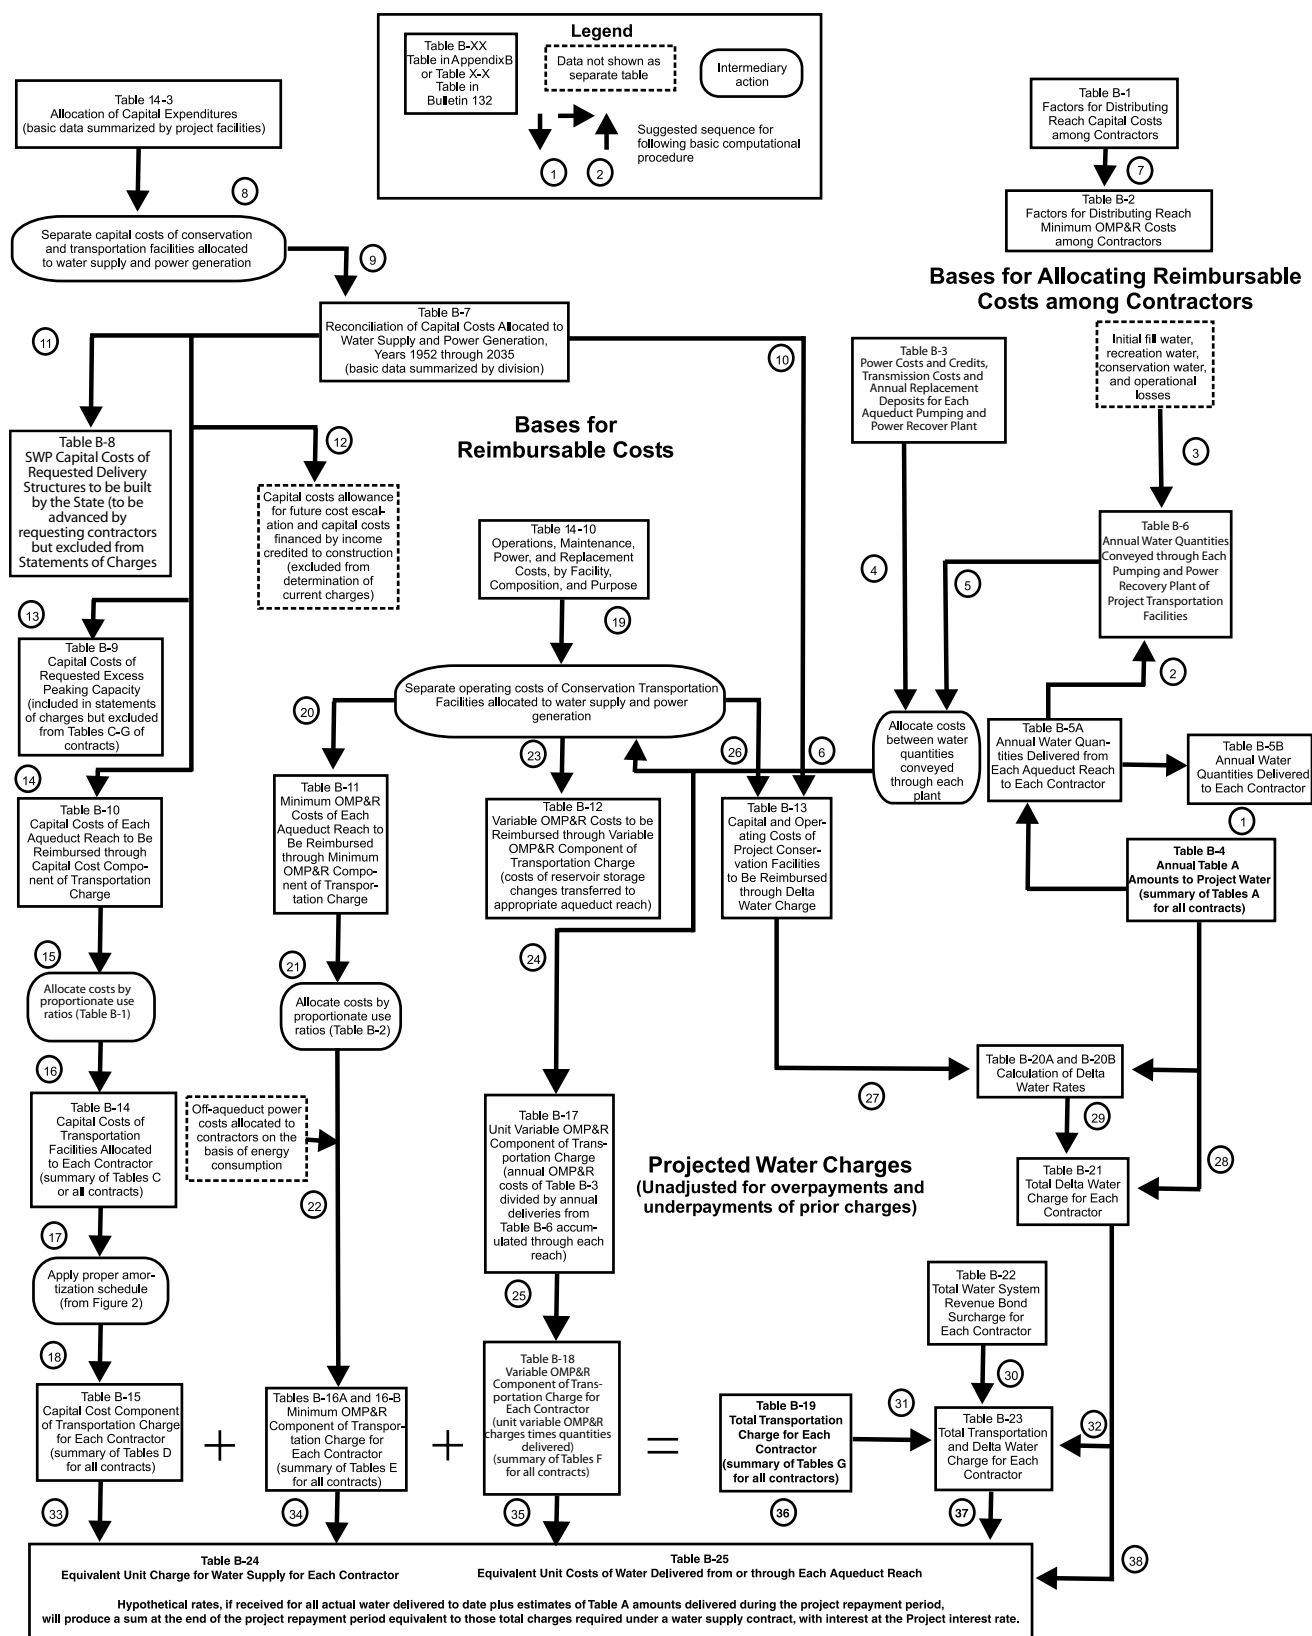 Legend
Table B-XX
Table in AppendixB
or Table X-X
Table in
Bulletin 132
Data not shown as
separate table
Intermediary
action
1
2
Suggested sequence for
following basic computational
procedure
Table 14-3
Allocation of Capital Expenditures
(basic data summarized by project facilities)
8
Separate capital costs of conservation
and transportation facilities allocated
to water supply and power generation
9
Table B-1
Factors for Distributing
Reach Capital Costs
among Contractors
7
Table B-2
Factors for Distributing Reach
Minimum OMP&R Costs
among Contractors
Bases for Allocating Reimbursable
Costs among Contractors
11
Table B-7
Reconciliation of Capital Costs Allocated to
Water Supply and Power Generation,
Years 1952 through 2035
(basic data summarized by division)
10
Table B-3
Power Costs and Credits,
Transmission Costs and
Annual Replacement
Deposits for Each
Aqueduct Pumping and
Power Recover Plant
Initial fill water,
recreation water,
conservation water,
and operational
losses
Bases for
Reimbursable Costs
Table B-8
SWP Capital Costs of
Requested Delivery
Structures to be built
by the State (to be
advanced by
requesting contractors
but excluded from
Statements of Charges
12
Capital costs allowance
for future cost escal-
ation and capital costs
financed by income
credited to construction
(excluded from
determination of
current charges)
Table 14-10
Operations, Maintenance,
Power, and Replacement
Costs, by Facility,
Composition, and Purpose
3
4
5
Table B-6
Annual Water Quantities
Conveyed through Each
Pumping and Power
Recovery Plant of
Project Transportation
Facilities
13
19
Table B-9
Capital Costs of
Requested Excess
Peaking Capacity
(included in statements
of charges but excluded
from Tables C-G of
contracts)
Separate operating costs of Conservation Transportation
Facilities allocated to water supply and power
generation
20
23
26
6
Allocate costs
between water
quantities
conveyed
through each
plant
2
Table B-5A
Annual Water Quan-
tities Delivered from
Each Aqueduct Reach
to Each Contractor
Table B-5B
Annual Water
Quantities Delivered
to Each Contractor
1
14
Table B-10
Capital Costs of Each
Aqueduct Reach to Be
Reimbursed through
Capital Cost Compo-
nent of Transportation
Charge
Table B-11
Minimum OMP&R
Costs of Each
Aqueduct Reach to
Be Reimbursed
through Minimum
OMP&R Compo-
nent of Transpor-
tation Charge
Table B-12
Variable OMP&R Costs to be
Reimbursed through Variable
OMP&R Component of
Transportation Charge
(costs of reservoir storage
changes transferred to
appropriate aqueduct reach)
Table B-13
Capital and Oper-
ating Costs of
Project Conser-
vation Facilities
to Be Reimbursed
through Delta
Water Charge
Table B-4
Annual Table A
Amounts to Project Water
(summary of Tables A
for all contracts)
15
21
24
Allocate costs by
proportionate use
ratios (Table B-1)
Allocate costs by
proportionate use
ratios (Table B-2)
16
Table B-14
Capital Costs of
Transportation
Facilities Allocated
to Each Contractor
(summary of Tables C
or all contracts)
Off-aqueduct power
costs allocated to
contractors on the
basis of energy
consumption
22
Table B-17
Unit Variable OMP&R
Component of Trans-
portation Charge
(annual OMP&R
costs of Table B-3
divided by annual
deliveries from
Table B-6 accum-
ulated through each
reach)
27
Table B-20A and B-20B
Calculation of Delta
Water Rates
29
28
Projected Water Charges
(Unadjusted for overpayments and
underpayments of prior charges)
Table B-21
Total Delta Water
Charge for Each
Contractor
17
Apply proper amor-
tization schedule
(from Figure 2)
25
Table B-22
Total Water System
Revenue Bond
Surcharge for
Each Contractor
18
30
Table B-15
Capital Cost Component
of Transportation Charge
for Each Contractor
(summary of Tables D
for all contracts)
+
Tables B-16A and 16-B
Minimum OMP&R
Component of Transpor-
tation Charge for
Each Contractor
(summary of Tables E
for all contracts)
+
Table B-18
Variable OMP&R
Component of Trans-
portation Charge for
Each Contractor
(unit variable OMP&R
charges times quantities
delivered)
(summary of Tables F
for all contracts)
=
Table B-19
Total Transportation
Charge for Each
Contractor
(summary of Tables G
for all contractors)
31
Table B-23
Total Transportation
and Delta Water
Charge for Each
Contractor
32
33
34
35
36
37
38
Table B-24
Equivalent Unit Charge for Water Supply for Each Contractor
Table B-25
Equivalent Unit Costs of Water Delivered from or through Each Aqueduct Reach
Hypothetical rates, if received for all actual water delivered to date plus estimates of Table A amounts delivered during the project repayment period,
will produce a sum at the end of the project repayment period equivalent to those total charges required under a water supply contract, with interest at the Project interest rate.